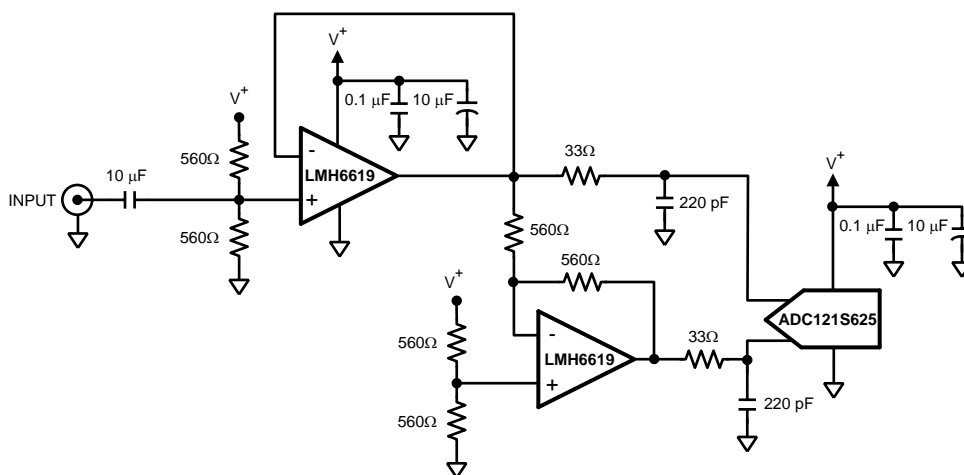 V+
0.1 μF
10 μF
V+
560Ω
-
LMH6619
10 μF
33Ω
V+
INPUT
+
560Ω
220 pF
0.1 μF
10 μF
560Ω
560Ω
V+
ADC121S625
560Ω
-
33Ω
LMH6619
+
560Ω
220 pF